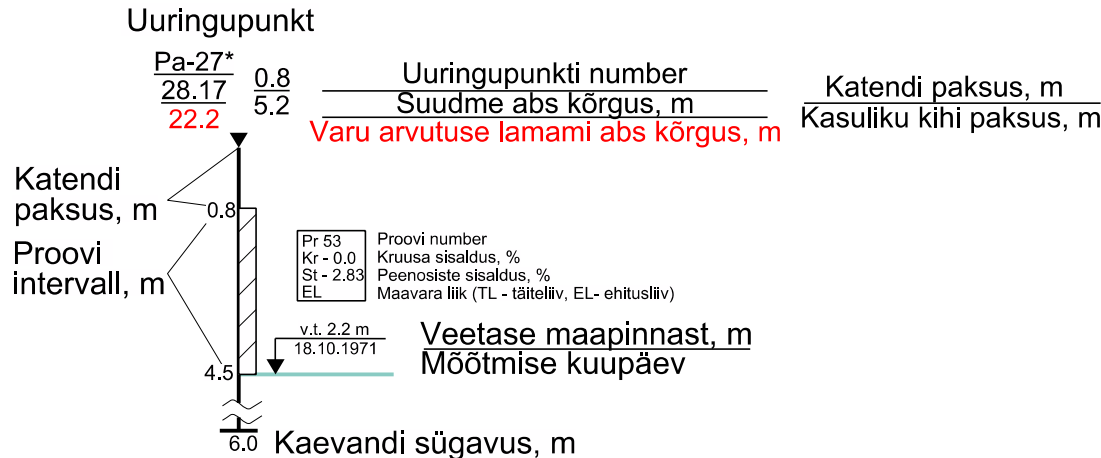 Uuringupunkt
Pa-27*
28.17
22.2
0.8
5.2
Uuringupunkti number
Suudme abs kõrgus, m
Varu arvutuse lamami abs kõrgus, m
Katendi paksus, m
Kasuliku kihi paksus, m
Katendi
paksus, m
0.8
Proovi
intervall, m
Pr 53 Proovi number
Kr - 0.0 Kruusa sisaldus, %
St - 2.83 Peenosiste sisaldus, %
EL Maavara liik (TL - täiteliiv, EL- ehitusliiv)
v.t. 2.2 m
18.10.1971
Veetase maapinnast, m
Mõõtmise kuupäev
4.5
6.0
Kaevandi sügavus, m